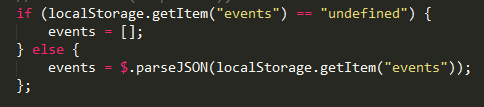 if (localStorage.getItem("events") == "undefined") {
    events = [];
} else {
    events = $.parseJSON(localStorage.getItem("events"));
};